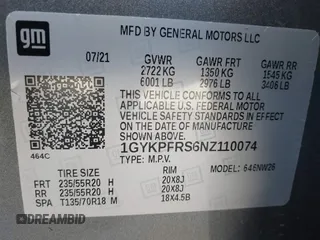 gm
MFD BY GENERAL MOTORS LLC
07/21 GVWR GAWR FRT GAWR RR
2722 KG 1350 KG 1545 KG
6001 LB 2976 LB 3406 LB
THIS VEHICLE CONFORMS TO ALL
APPLICABLE U.S. FEDERAL MOTOR
VEHICLE SAFETY AND THEFT PREVENTION
STANDARDS IN EFFECT ON THE DATE OF
MANUFACTURE SHOWN ABOVE.
1GYKPFRS6NZ110074
464C
TYPE: M.P.V. MODEL: 646NW26
TIRE SIZE RIM
FRT 235/55R20 H 20X8J
RR 235/55R20 H 20X8J
SPA T135/70R18 M 18X4.5B
DREAMBID